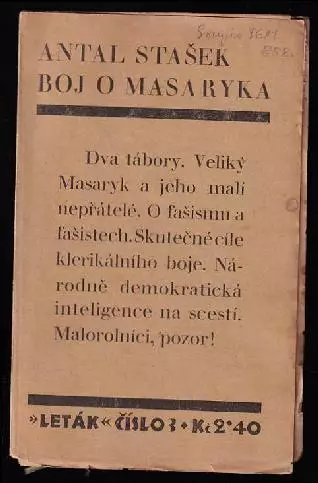 ANTAL STAŠEK
BOJ O MASARYKA
Dva tábory. Veliký
Masaryk a jeho malí
nepřátelé. O fašismu a
fašistech. Skutečné cíle
klerikálního boje. Ná-
rodně demokratická
inteligence na scestí.
Malorolníci, pozor!
»LETÁK« ČÍSLO 3 • Kč 2·40